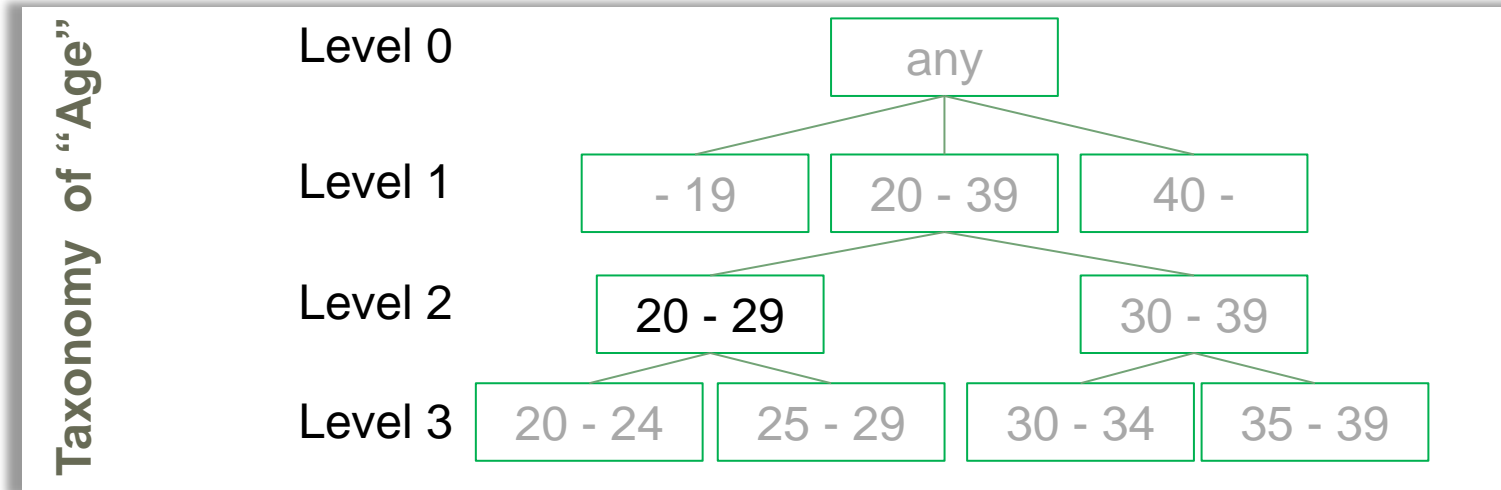 Taxonomy of “Age”
Level 0
any
Level 1
- 19
20 - 39
40 -
Level 2
20 - 29
30 - 39
Level 3
20 - 24
25 - 29
30 - 34
35 - 39